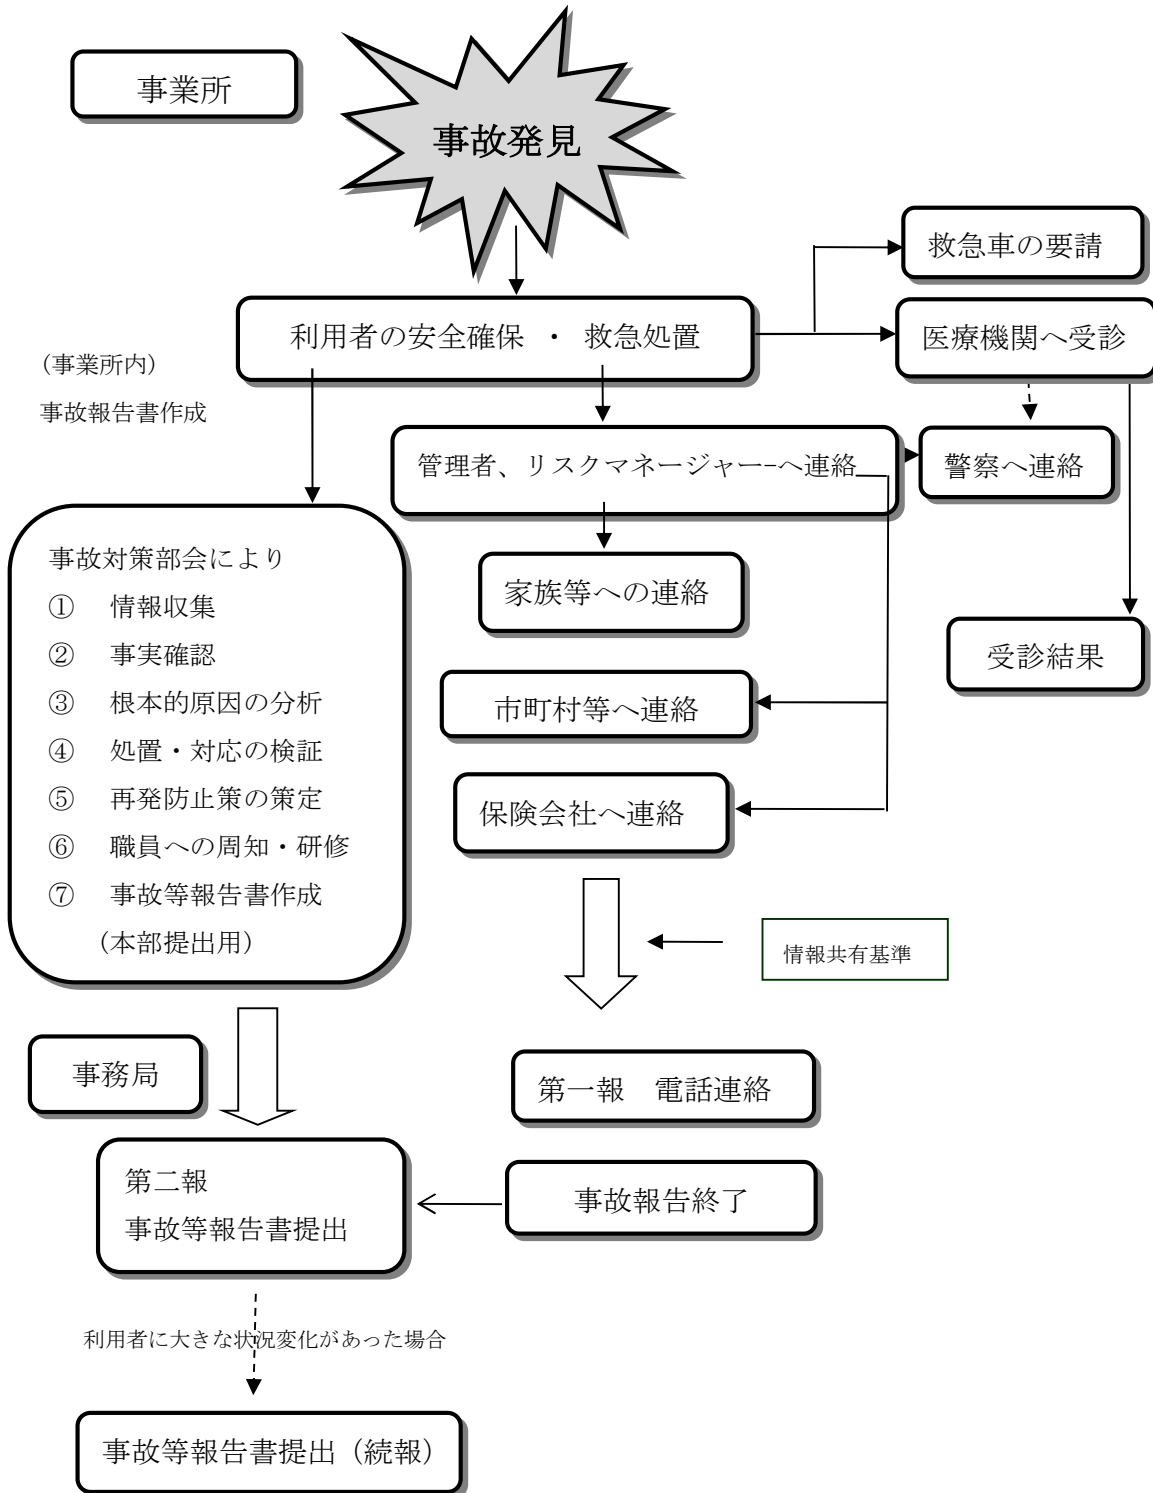 事業所
事故発見
救急車の要請
利用者の安全確保 ・ 救急処置
医療機関へ受診
(事業所内)
事故報告書作成
管理者、リスクマネージャー-へ連絡
警察へ連絡
事故対策部会により
① 情報収集
② 事実確認
③ 根本的原因の分析
④ 処置・対応の検証
⑤ 再発防止策の策定
⑥ 職員への周知・研修
⑦ 事故等報告書作成
(本部提出用)
家族等への連絡
受診結果
市町村等へ連絡
保険会社へ連絡
情報共有基準
事務局
第一報 電話連絡
第二報
事故等報告書提出
事故報告終了
利用者に大きな状況変化があった場合
事故等報告書提出(続報)